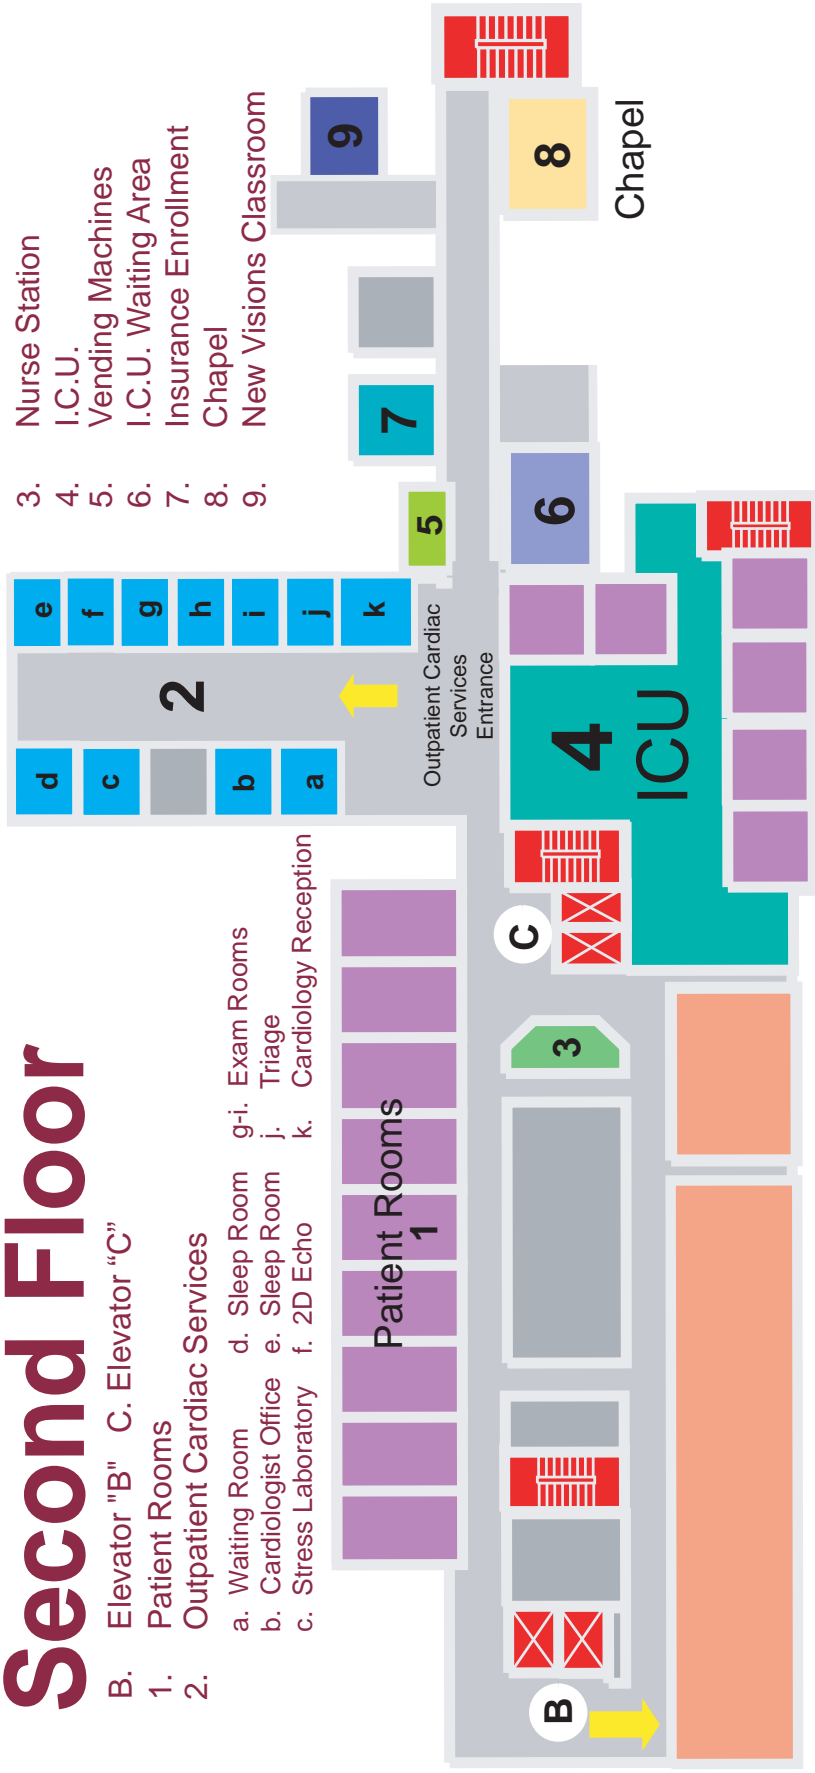 Second Floor
B. Elevator "B" C. Elevator “C”
1. Patient Rooms
2. Outpatient Cardiac Services
a. Waiting Room d. Sleep Room g-i. Exam Rooms
b. Cardiologist Office e. Sleep Room j. Triage
c. Stress Laboratory f. 2D Echo k. Cardiology Reception
3. Nurse Station
4. I.C.U.
5. Vending Machines
6. I.C.U. Waiting Area
7. Insurance Enrollment
8. Chapel
9. New Visions Classroom
d
e
c
f
g
2
h
b
i
a
j
k
9
7
5
Patient Rooms
1
Outpatient Cardiac
Services
Entrance
B
3
C
4
ICU
6
8
Chapel